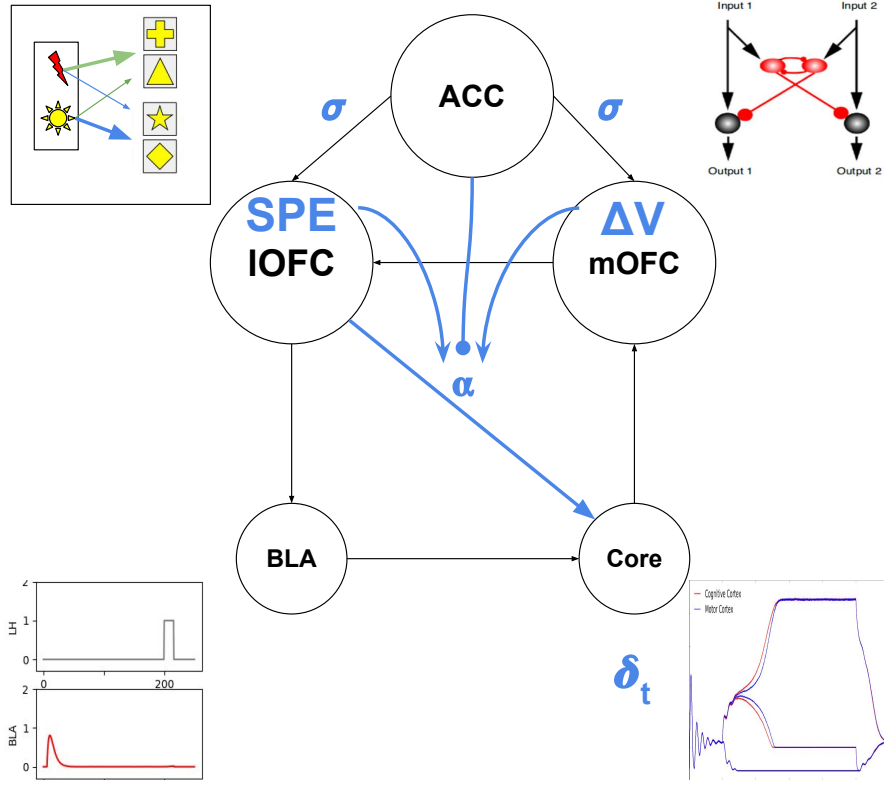 Input 1
Input 2
ACC
σ
σ
Output 1
Output 2
SPE
lOFC
ΔV
mOFC
α
BLA
Core
2
LH
1
0
0
200
2
BLA
1
0
Cognitive Cortex
Motor Cortex
δt